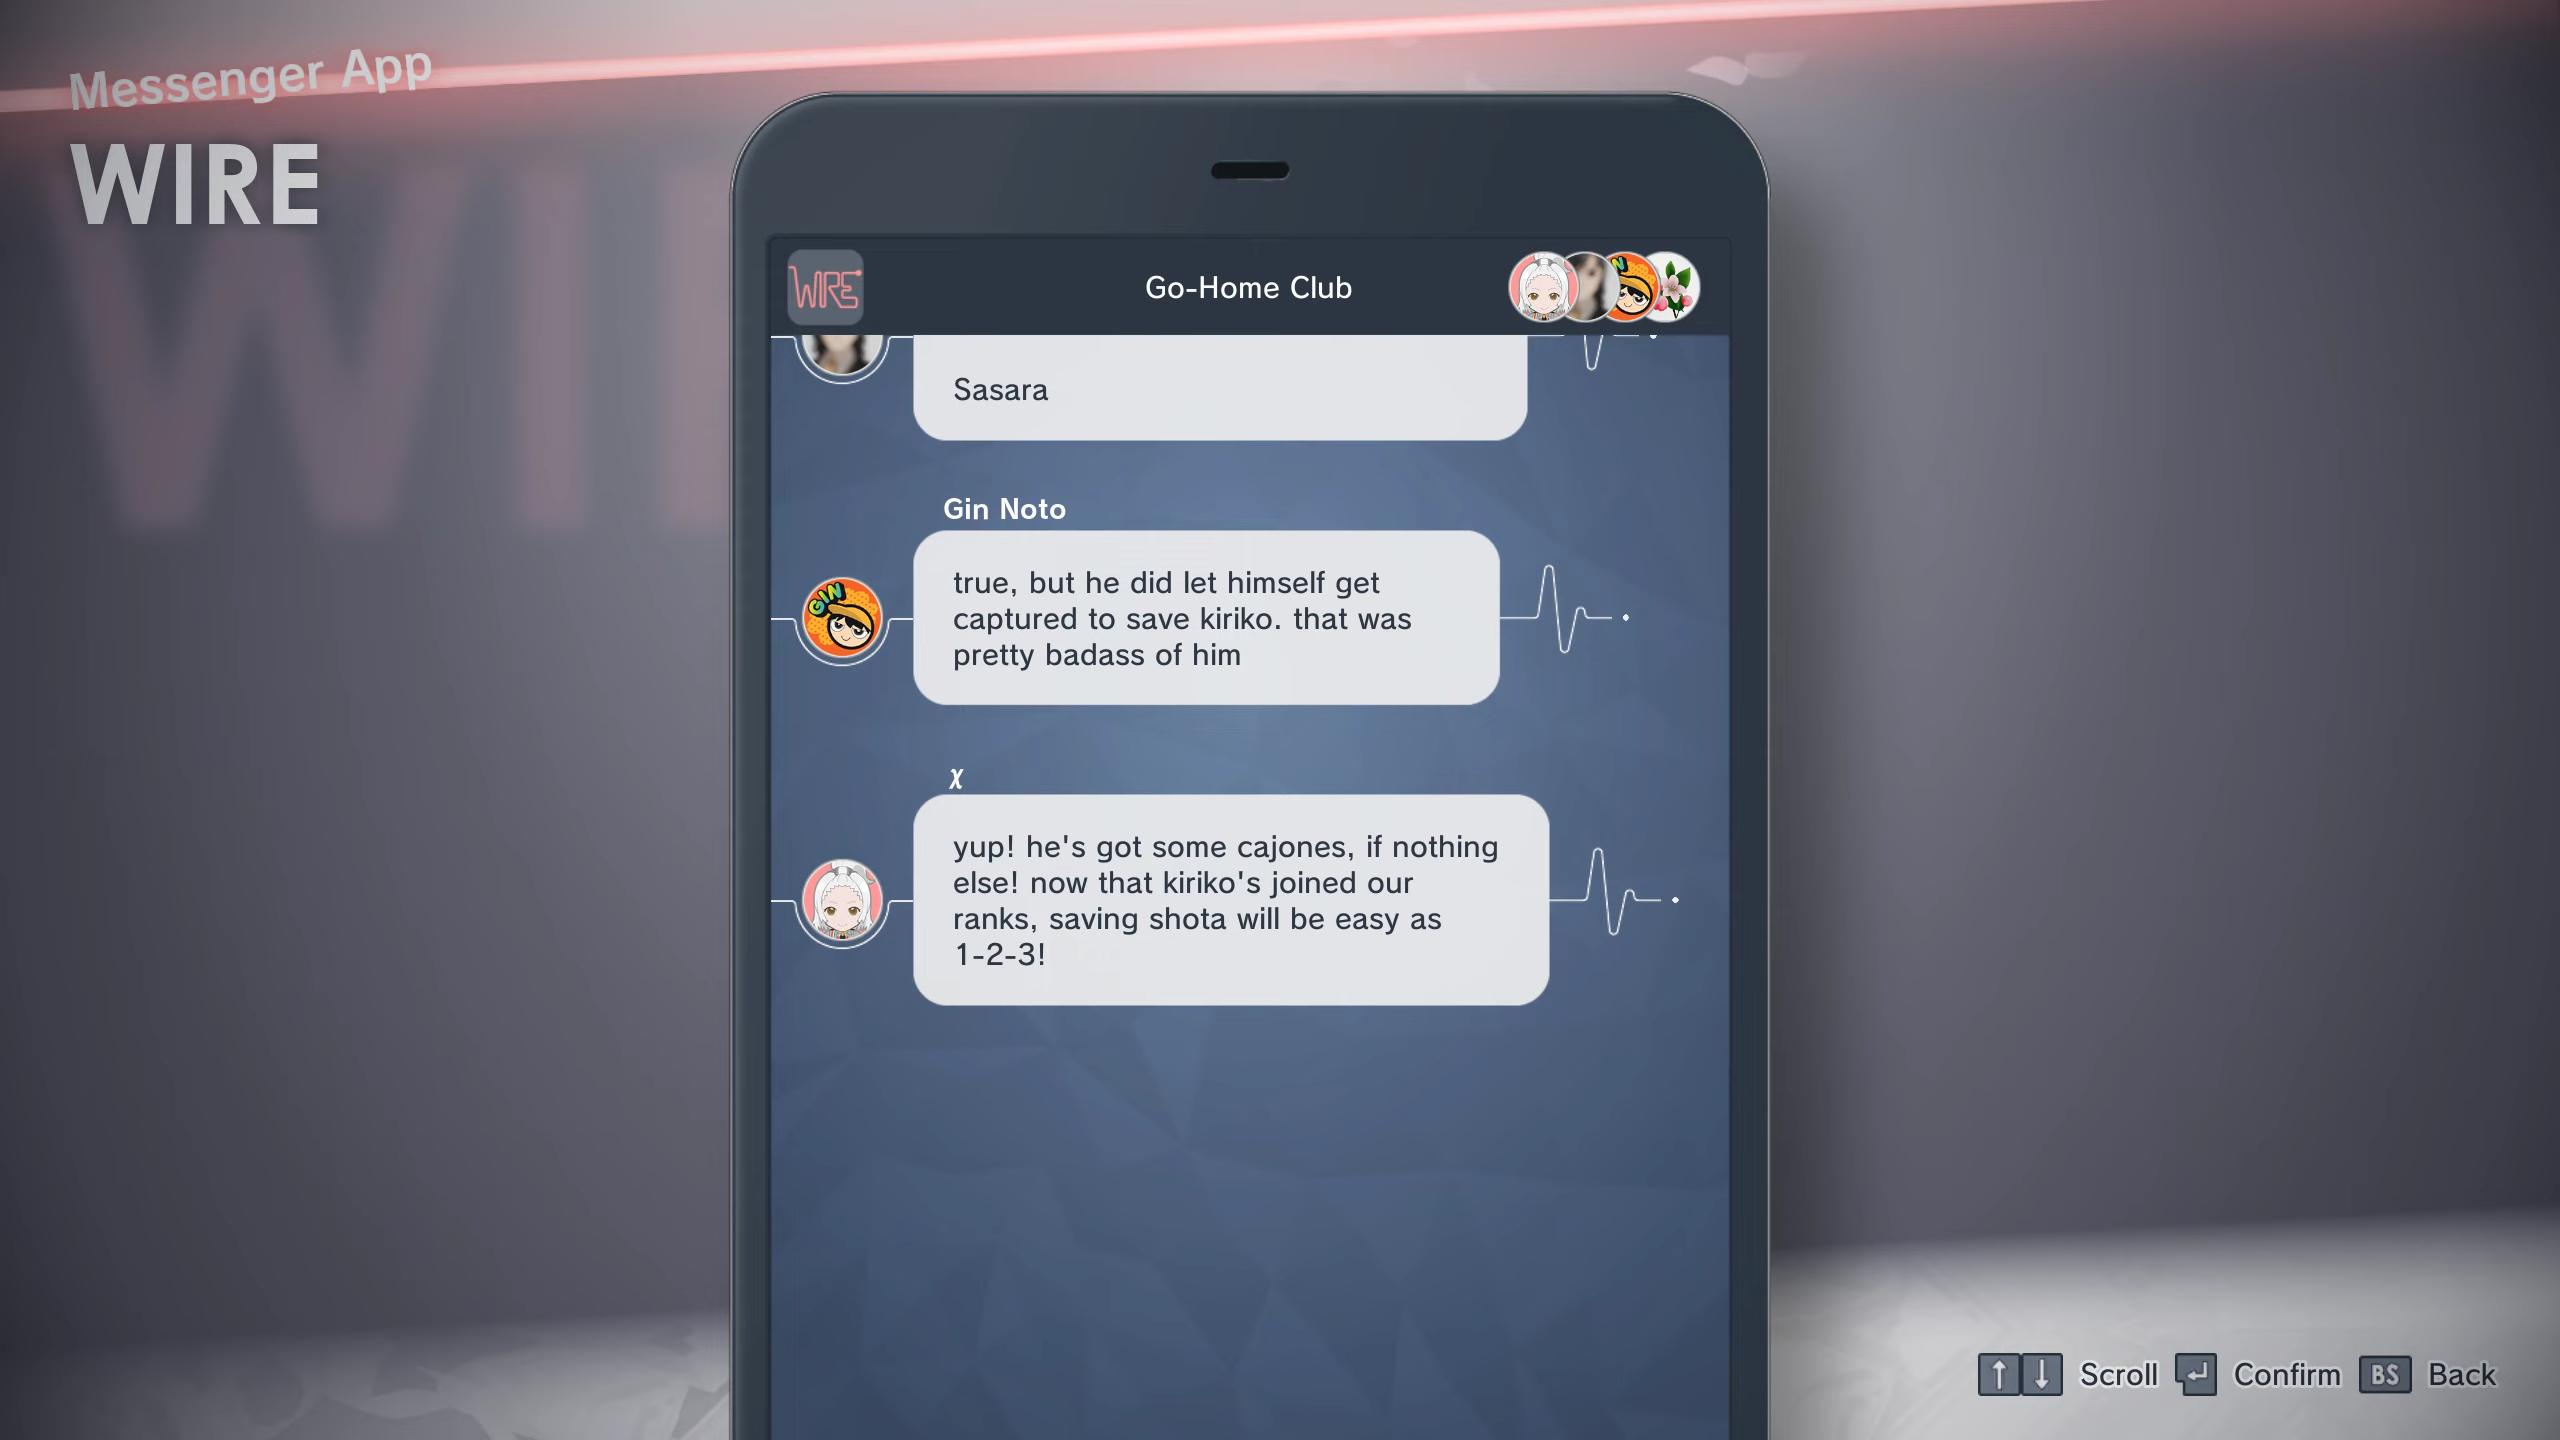 Messenger App
WIRE
WIRE
Go-Home Club
Sasara
Gin Noto
GIN
true, but he did let himself get
captured to save kiriko. that was
pretty badass of him
χ
yup! he's got some cajones, if nothing
else! now that kiriko's joined our
ranks, saving shota will be easy as
1-2-3!
Scroll
Confirm
BS Back